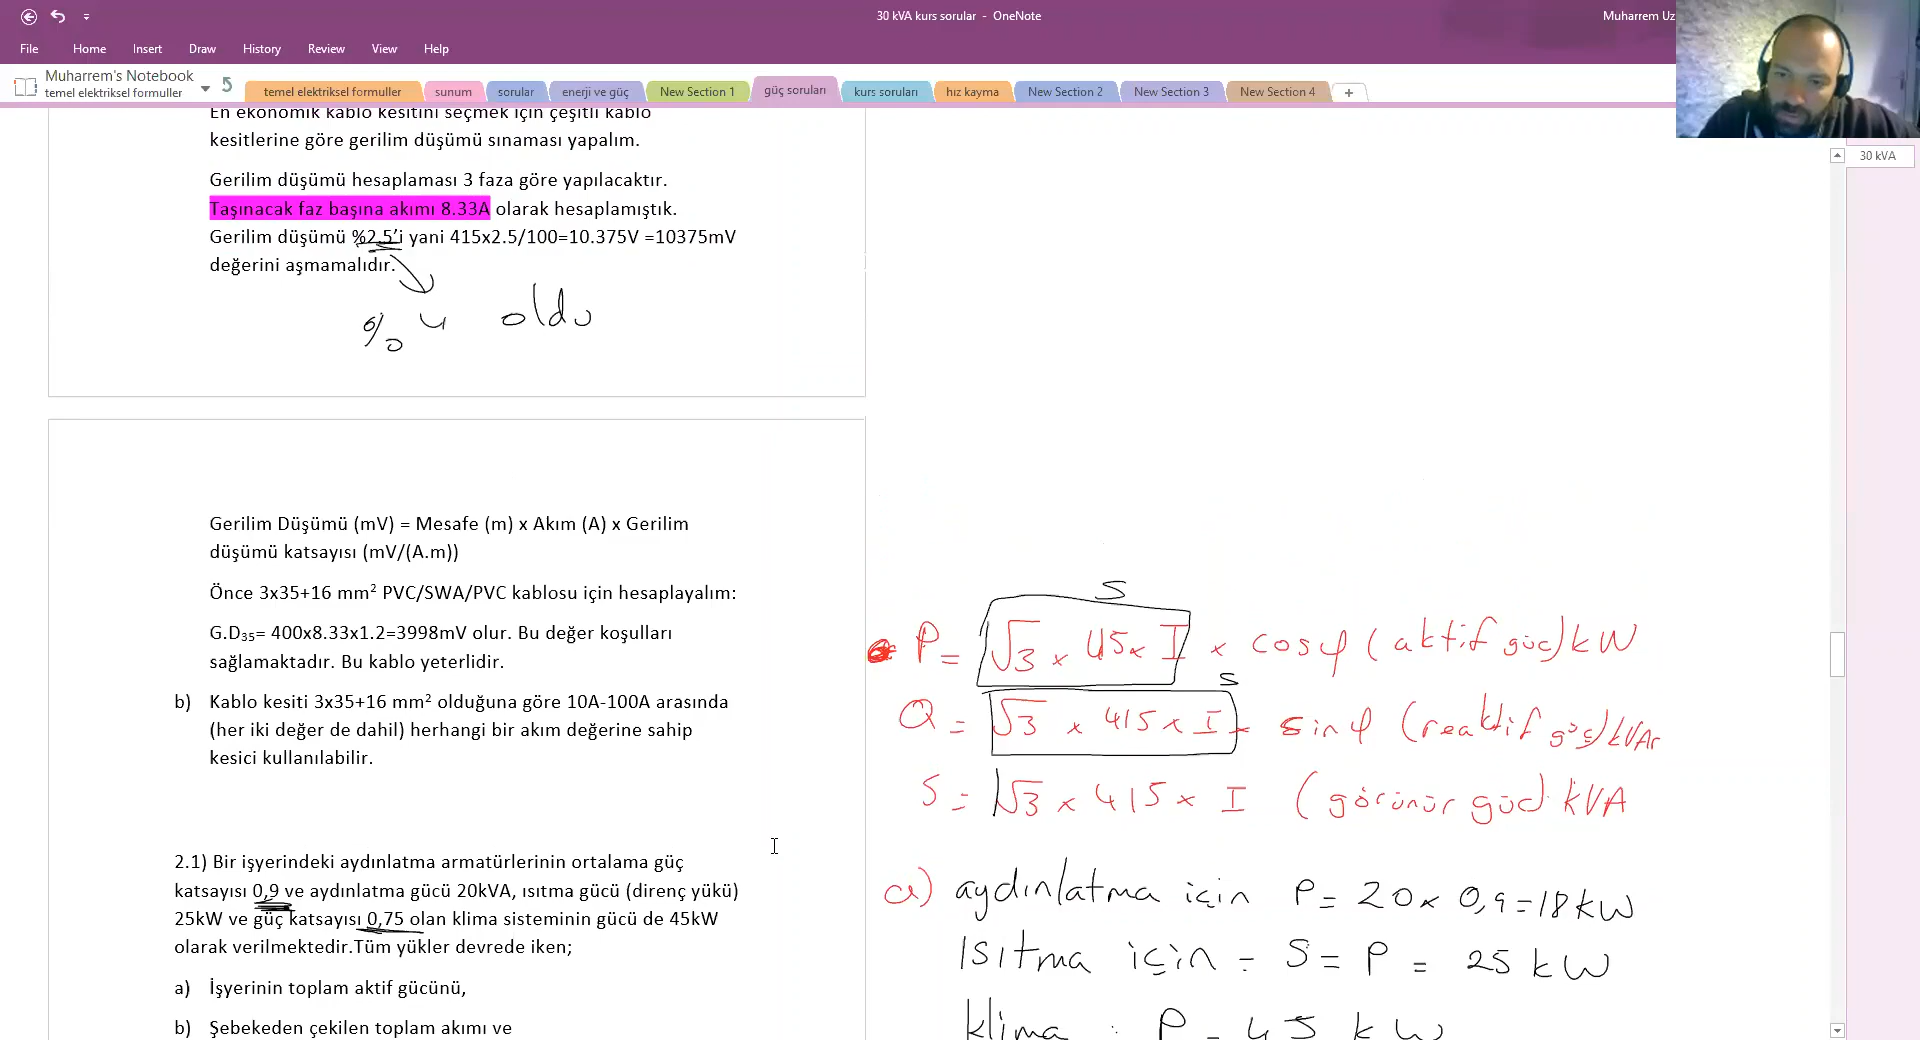 30 kVA kurs sorular - OneNote
Muharrem Uz
File Home Insert Draw History Review View Help
Muharrem's Notebook
temel elektriksel formuller
temel elektriksel formuller sunum sorular enerji ve güç New Section 1 güç soruları kurs soruları hız kayma New Section 2 New Section 3 New Section 4 +
30 kVA
En ekonomik kablo kesitini seçmek için çeşitli kablo
kesitlerine göre gerilim düşümü sınaması yapalım.
Gerilim düşümü hesaplaması 3 faza göre yapılacaktır.
Taşınacak faz başına akımı 8.33A olarak hesaplamıştık.
Gerilim düşümü %2.5'i yani 415x2.5/100=10.375V =10375mV
değerini aşmamalıdır.
% 4 oldu
Gerilim Düşümü (mV) = Mesafe (m) x Akım (A) x Gerilim
düşümü katsayısı (mV/(A.m))
Önce 3x35+16 mm² PVC/SWA/PVC kablosu için hesaplayalım:
G.D₃₅= 400x8.33x1.2=3998mV olur. Bu değer koşulları
sağlamaktadır. Bu kablo yeterlidir.
b) Kablo kesiti 3x35+16 mm² olduğuna göre 10A-100A arasında
(her iki değer de dahil) herhangi bir akım değerine sahip
kesici kullanılabilir.
2.1) Bir işyerindeki aydınlatma armatürlerinin ortalama güç
katsayısı 0,9 ve aydınlatma gücü 20kVA, ısıtma gücü (direnç yükü)
25kW ve güç katsayısı 0,75 olan klima sisteminin gücü de 45kW
olarak verilmektedir.Tüm yükler devrede iken;
a) İşyerinin toplam aktif gücünü,
b) Şebekeden çekilen toplam akımı ve
S
P = √3 x 45 x I x cosφ (aktif güc) kW
S
Q = √3 x 415 x I x sinφ (reaktif güç) kVAr
S = √3 x 415 x I (görünür güc) kVA
a) aydınlatma için P = 20 x 0,9 = 18 kW
ısıtma için = S = P = 25 kW
klima : P = 45 kW